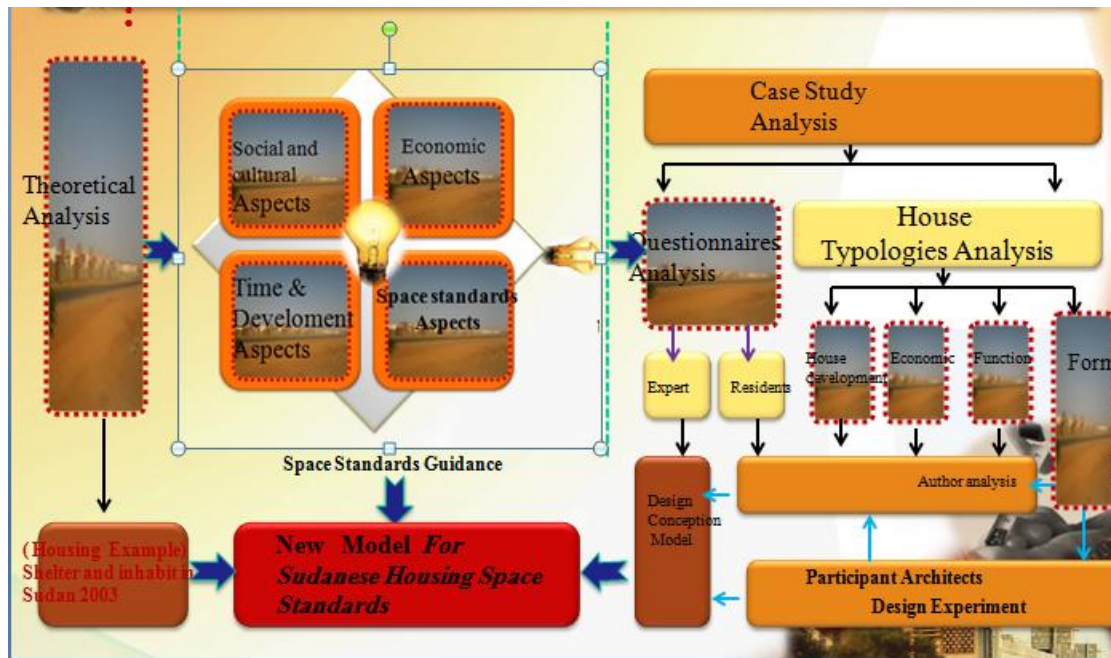 Theoretical
Analysis
Social and
cultural
Aspects
Economic
Aspects
Time &
Develoment
Aspects
Space standards
Aspects
Space Standards Guidance
(Housing Example)
Shelter and inhabit in
Sudan 2003
New Model For
Sudanese Housing Space
Standards
Case Study
Analysis
Questionnaires
Analysis
House
Typologies Analysis
Expert
Residents
House
development
Economic
Function
Form
Design
Conception
Model
Author analysis
Participant Architects
Design Experiment